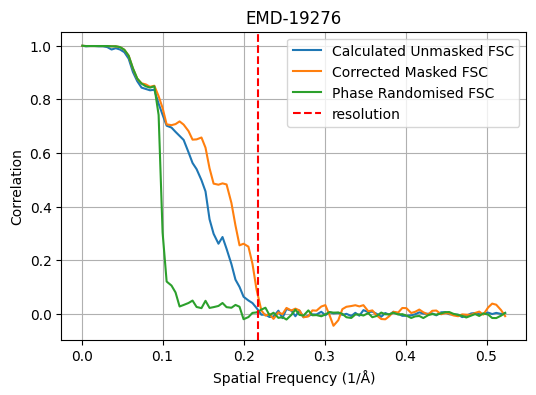 EMD-19276
Calculated Unmasked FSC
Corrected Masked FSC
Phase Randomised FSC
resolution
Correlation
1.0
0.8
0.6
0.4
0.2
0.0
0.0 0.1 0.2 0.3 0.4 0.5
Spatial Frequency (1/Å)